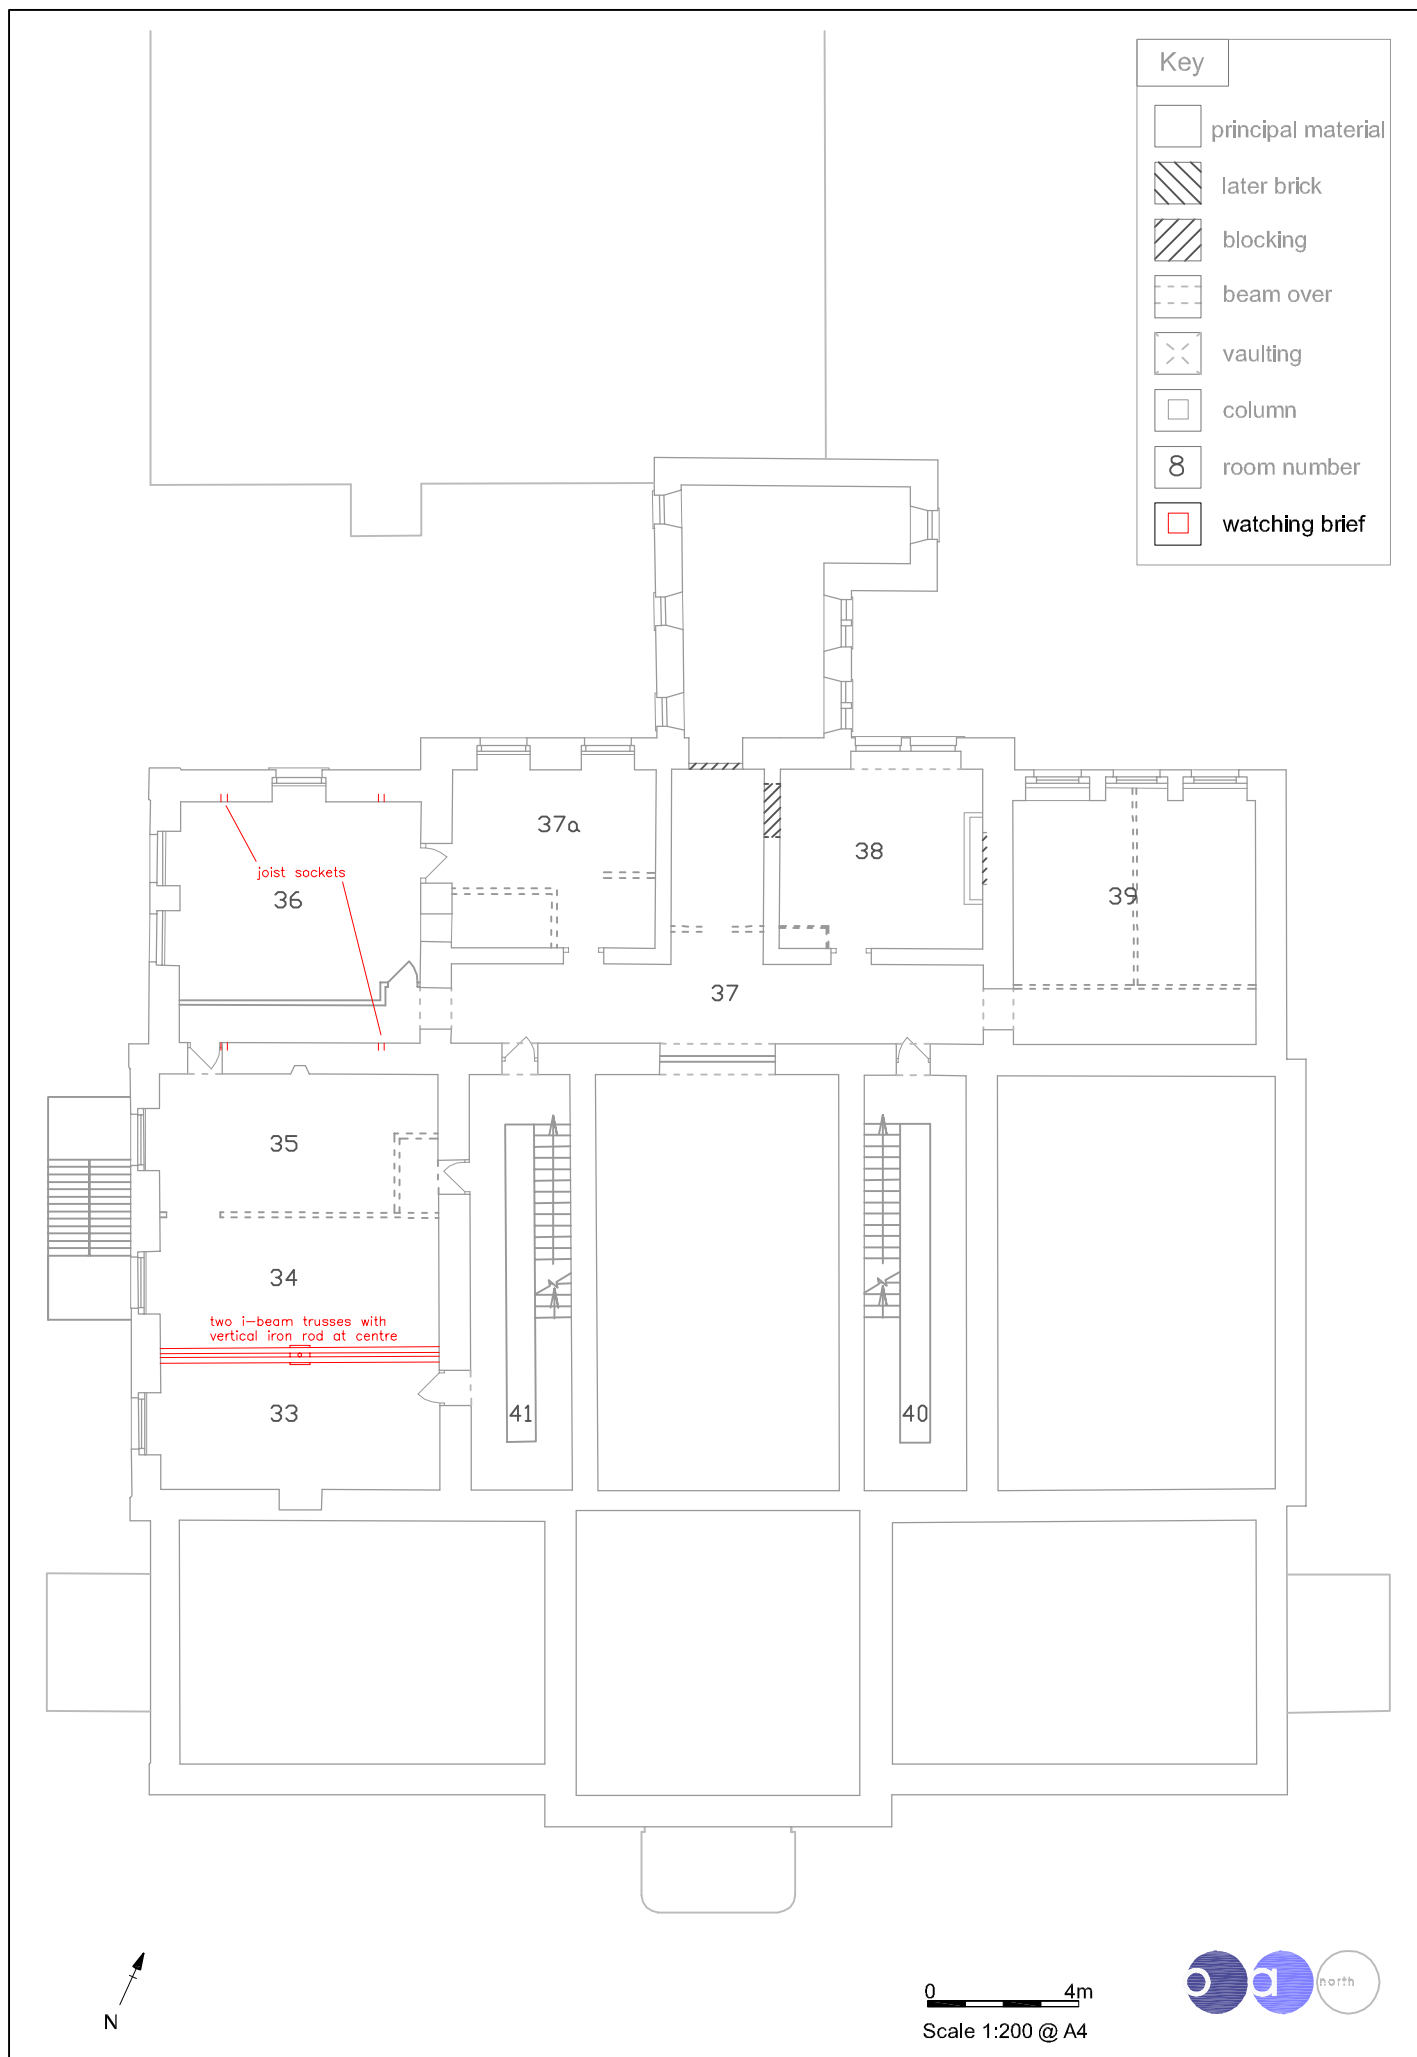 Key
principal material
later brick
blocking
beam over
vaulting
column
8 room number
watching brief
37a
38
joist sockets
36
39
37
35
34
two i-beam trusses with
vertical iron rod at centre
33
41
40
N
0 4m
Scale 1:200 @ A4
oa north